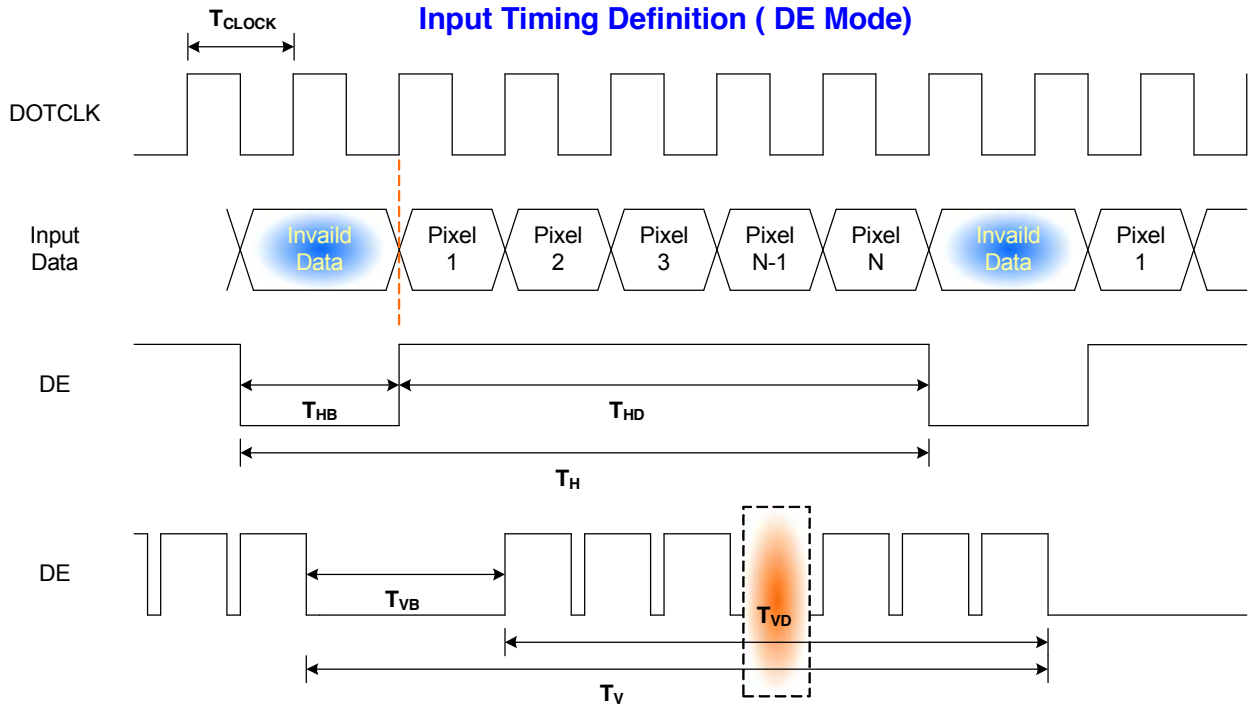 Input Timing Definition ( DE Mode)
TCLOCK
DOTCLK
Input
Data
Invaild
Data
Pixel
1
Pixel
2
Pixel
3
Pixel
N-1
Pixel
N
Invaild
Data
Pixel
1
DE
THB
THD
TH
DE
TVB
TVD
TV